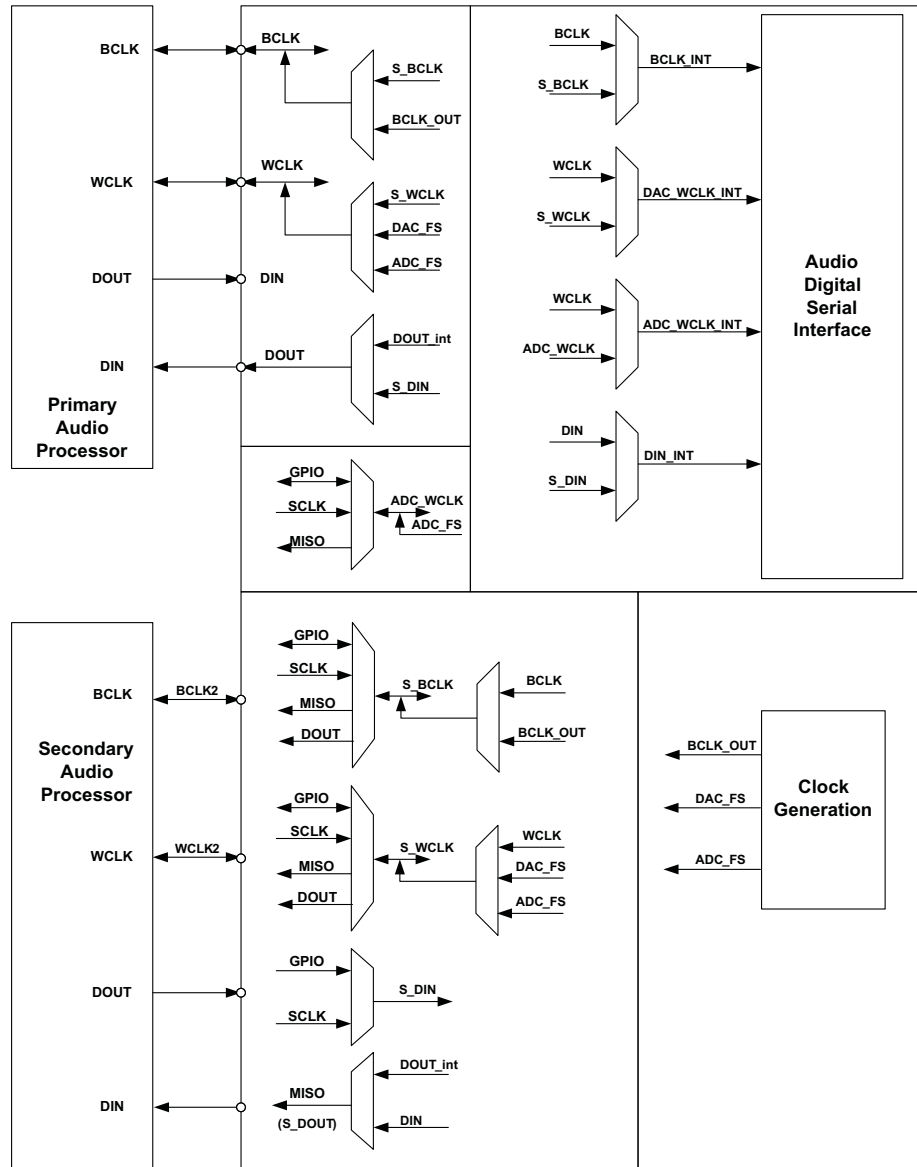 BCLK
WCLK
DOUT
DIN
Primary
Audio
Processor
BCLK
S_BCLK
BCLK_OUT
WCLK
S_WCLK
DAC_FS
ADC_FS
DIN
DOUT
DOUT_int
S_DIN
BCLK
S_BCLK
BCLK_INT
WCLK
S_WCLK
DAC_WCLK_INT
WCLK
ADC_WCLK
ADC_WCLK_INT
DIN
S_DIN
DIN_INT
Audio
Digital
Serial
Interface
GPIO
SCLK
MISO
ADC_WCLK
ADC_FS
BCLK
BCLK2
Secondary
Audio
Processor
WCLK
WCLK2
DOUT
DIN
GPIO
SCLK
MISO
DOUT
S_BCLK
BCLK
BCLK_OUT
GPIO
SCLK
MISO
DOUT
S_WCLK
WCLK
DAC_FS
ADC_FS
GPIO
SCLK
S_DIN
MISO
(S_DOUT)
DOUT_int
DIN
BCLK_OUT
DAC_FS
ADC_FS
Clock
Generation